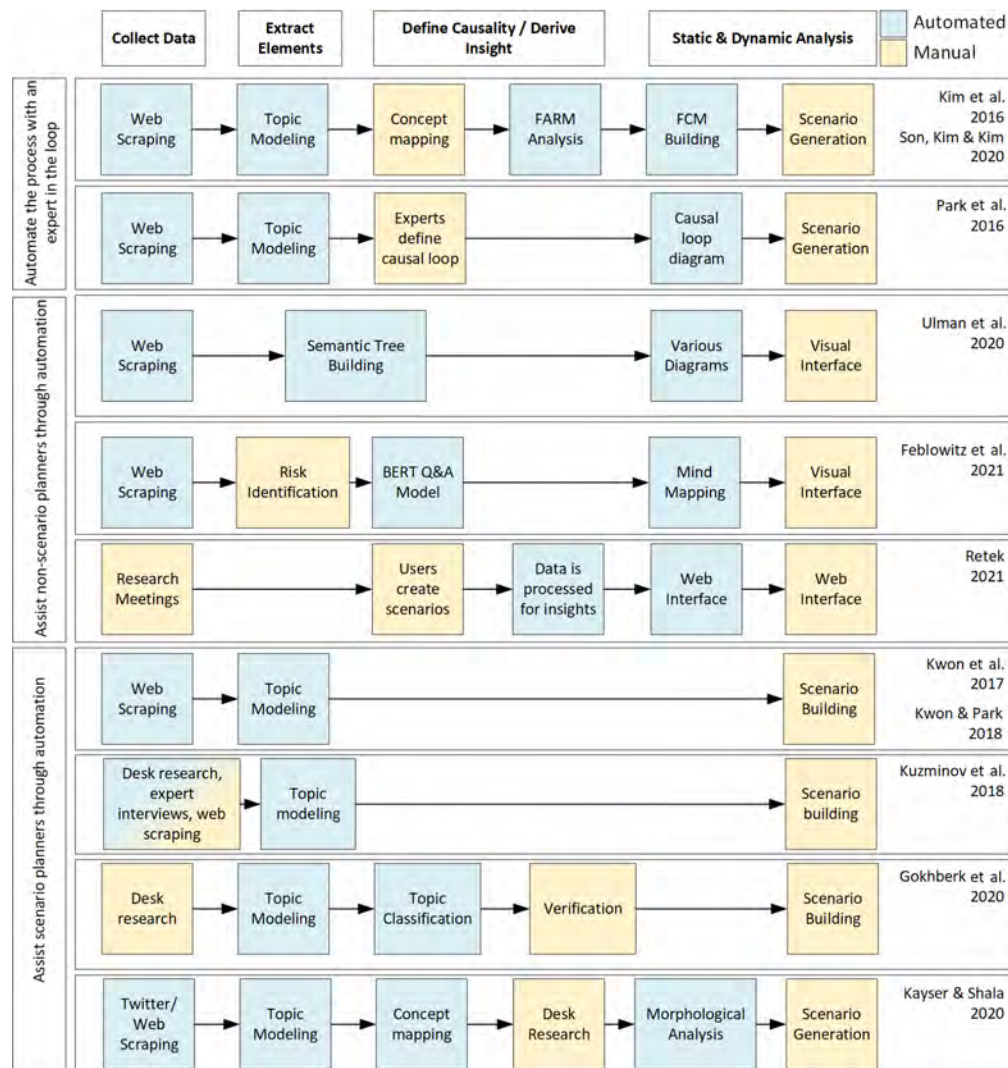 Collect Data
Extract
Elements
Define Causality / Derive
Insight
Static & Dynamic Analysis
Automated
Manual
Automate the process with an
expert in the loop
Web
Scraping
Topic
Modeling
Concept
mapping
FARM
Analysis
FCM
Building
Scenario
Generation
Kim et al.
2016
Son, Kim & Kim
2020
Web
Scraping
Topic
Modeling
Experts
define
causal loop
Causal
loop
diagram
Scenario
Generation
Park et al.
2016
Assist non-scenario planners through automation
Web
Scraping
Semantic Tree
Building
Various
Diagrams
Visual
Interface
Ulman et al.
2020
Web
Scraping
Risk
Identification
BERT Q&A
Model
Mind
Mapping
Visual
Interface
Feblowitz et al.
2021
Research
Meetings
Users
create
scenarios
Data is
processed
for insights
Web
Interface
Web
Interface
Retek
2021
Assist scenario planners through automation
Web
Scraping
Topic
Modeling
Scenario
Building
Kwon et al.
2017
Kwon & Park
2018
Desk research,
expert
interviews, web
scraping
Topic
modeling
Scenario
building
Kuzminov et al.
2018
Desk
research
Topic
Modeling
Topic
Classification
Verification
Scenario
Building
Gokhberk et al.
2020
Twitter/
Web
Scraping
Topic
Modeling
Concept
mapping
Desk
Research
Morphological
Analysis
Scenario
Generation
Kayser & Shala
2020